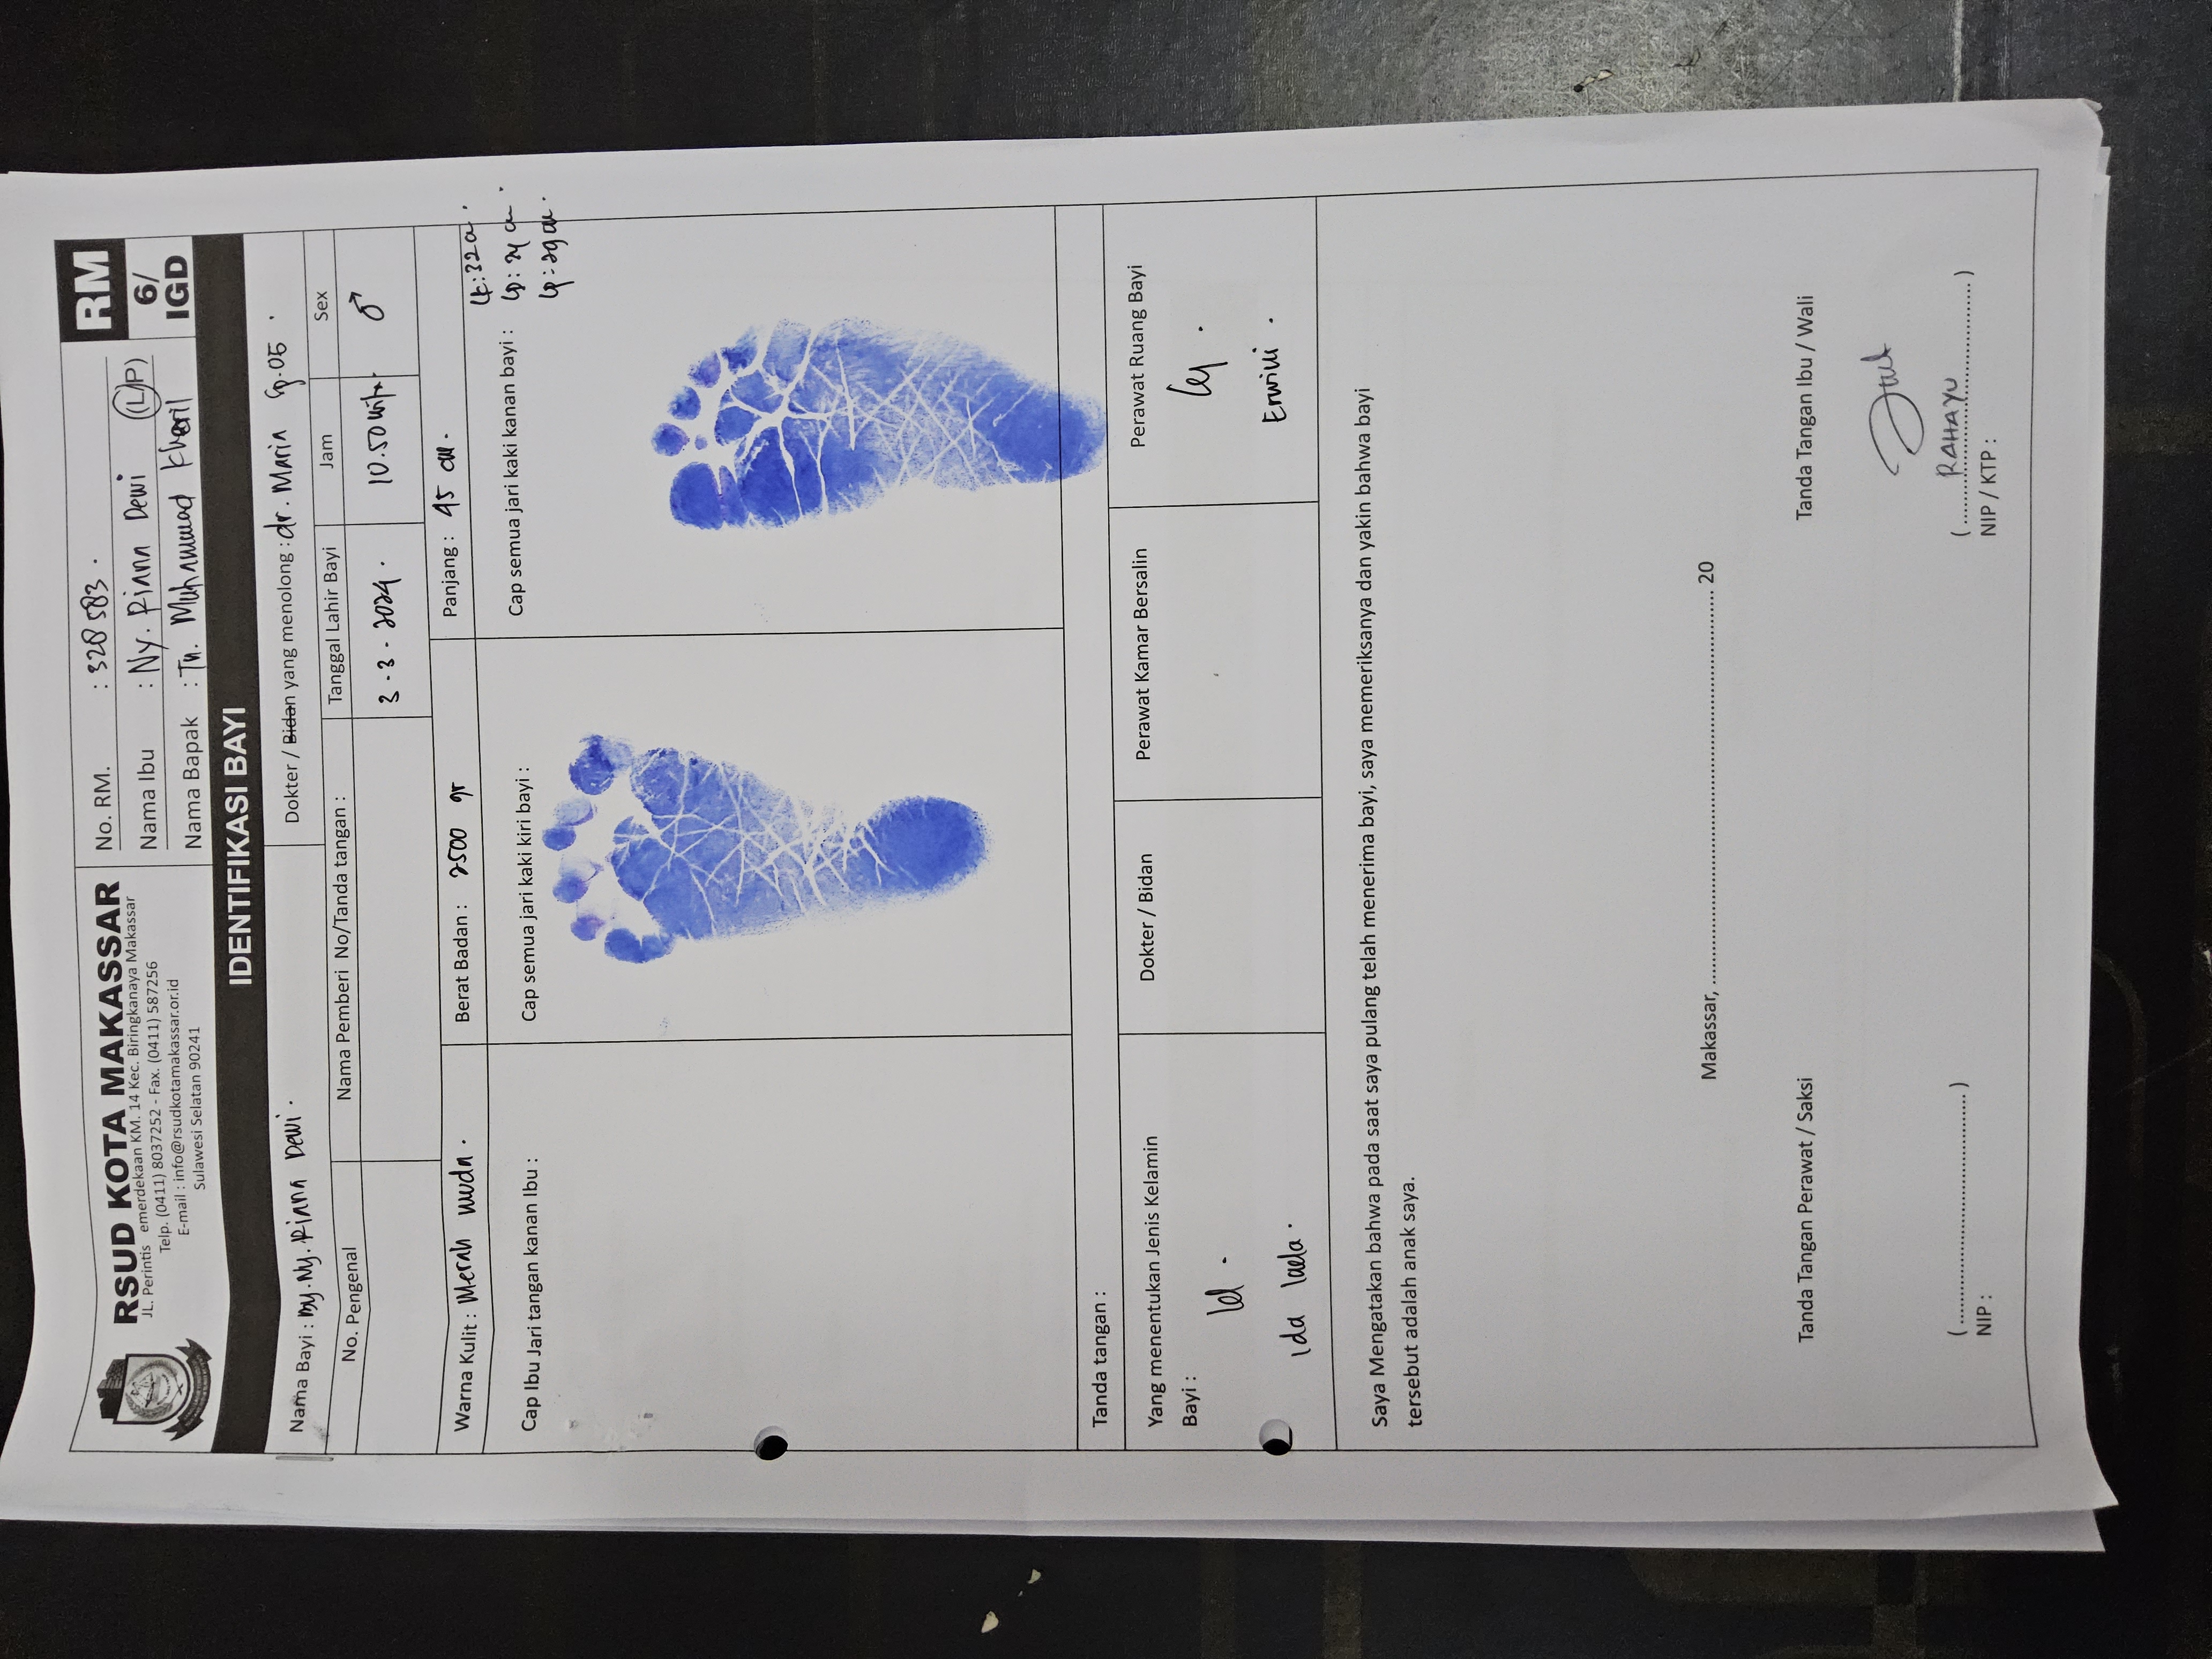 RSUD KOTA MAKASSAR
JL. Perintis emerdekaan KM. 14 Kec. Biringkanaya Makassar
Telp. (0411) 8037252 - Fax. (0411) 587256
E-mail : info@rsudkotamakassar.or.id
Sulawesi Selatan 90241
No. RM. : 328583 .
Nama Ibu : Ny. Riana Dewi (L/P)
Nama Bapak : Tn. Muhammad
RM
6/
IGD
IDENTIFIKASI BAYI
Nama Bayi : By. Ny. Riana Dewi .
Dokter / Bidan yang menolong : dr. Maria
No. Pengenal
Nama Pemberi No/Tanda tangan :
Tanggal Lahir Bayi
Jam
Sex
3 - 3 - 2024 .
10.50 wita
♂
Warna Kulit : Merah muda .
Berat Badan : 2500 gr
Panjang : 45 cm .
Cap Ibu Jari tangan kanan Ibu :
Cap semua jari kaki kiri bayi :
Cap semua jari kaki kanan bayi :
Lk : 32 cm .
Lp : 29 cm .
Tanda tangan :
Yang menentukan Jenis Kelamin
Bayi :
Ida laela .
Dokter / Bidan
Perawat Kamar Bersalin
Perawat Ruang Bayi
Erwini .
Saya Mengatakan bahwa pada saat saya pulang telah menerima bayi, saya memeriksanya dan yakin bahwa bayi
tersebut adalah anak saya.
Makassar, ........................................................................ 20
Tanda Tangan Perawat / Saksi
Tanda Tangan Ibu / Wali
( .......................................... )
NIP :
( RAHAYU )
NIP / KTP :